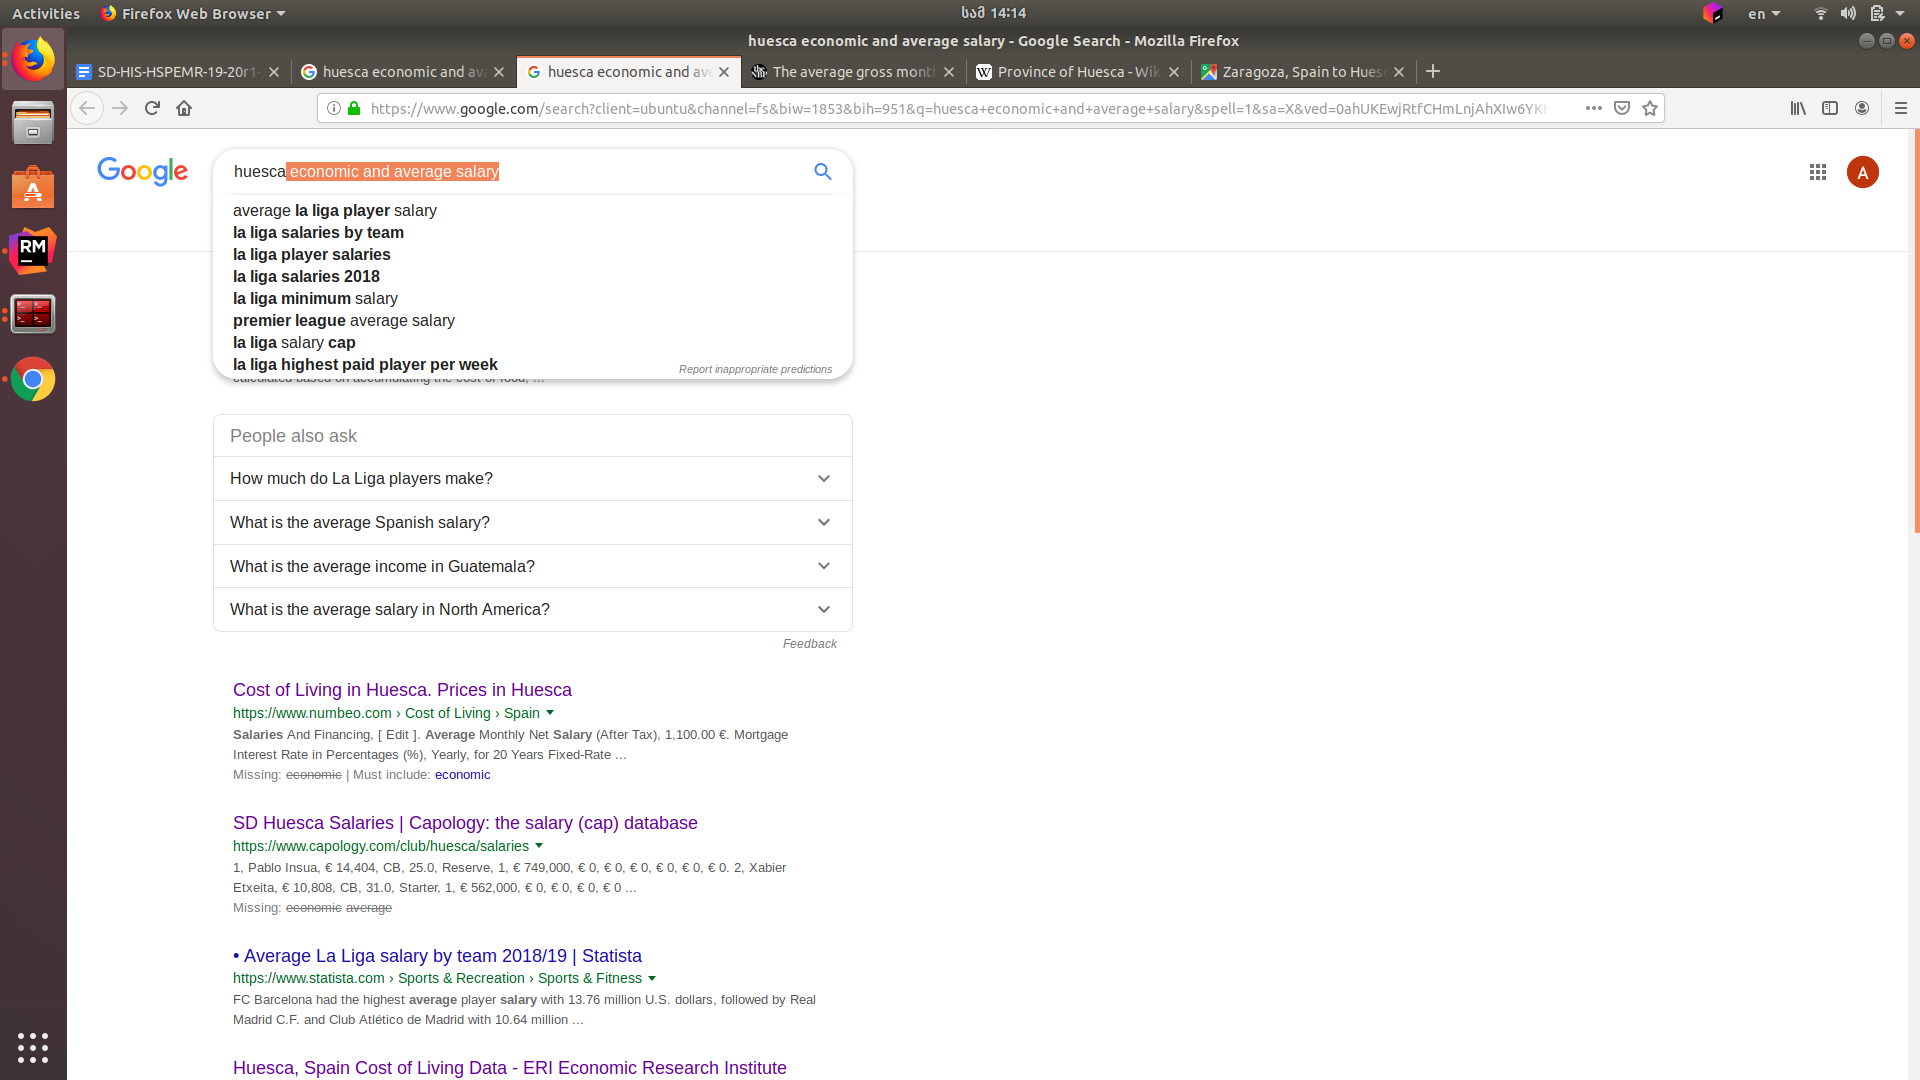 Activities
Firefox Web Browser
სამ 14:14
en
huesca economic and average salary - Google Search - Mozilla Firefox
SD-HIS-HSPEMR-19-20r1-
huesca economic and av
huesca economic and ave
The average gross mont
Province of Huesca - Wik
Zaragoza, Spain to Hues
https://www.google.com/search?client=ubuntu&channel=fs&biw=1853&bih=951&q=huesca+economic+and+average+salary&spell=1&sa=X&ved=0ahUKEwjRtfCHmLnjAhXIw6YK
Google
huesca economic and average salary
A
average la liga player salary
la liga salaries by team
la liga player salaries
la liga salaries 2018
la liga minimum salary
premier league average salary
la liga salary cap
la liga highest paid player per week
Report inappropriate predictions
calculated based on accumulating the cost of food, ...
People also ask
How much do La Liga players make?
What is the average Spanish salary?
What is the average income in Guatemala?
What is the average salary in North America?
Feedback
Cost of Living in Huesca. Prices in Huesca
https://www.numbeo.com › Cost of Living › Spain
Salaries And Financing, [ Edit ]. Average Monthly Net Salary (After Tax), 1,100.00 €. Mortgage
Interest Rate in Percentages (%), Yearly, for 20 Years Fixed-Rate ...
Missing: economic | Must include: economic
SD Huesca Salaries | Capology: the salary (cap) database
https://www.capology.com/club/huesca/salaries
1, Pablo Insua, € 14,404, CB, 25.0, Reserve, 1, € 749,000, € 0, € 0, € 0, € 0, € 0, € 0. 2, Xabier
Etxeita, € 10,808, CB, 31.0, Starter, 1, € 562,000, € 0, € 0, € 0, € 0 ...
Missing: economic average
• Average La Liga salary by team 2018/19 | Statista
https://www.statista.com › Sports & Recreation › Sports & Fitness
FC Barcelona had the highest average player salary with 13.76 million U.S. dollars, followed by Real
Madrid C.F. and Club Atlético de Madrid with 10.64 million ...
Huesca, Spain Cost of Living Data - ERI Economic Research Institute
RM
W